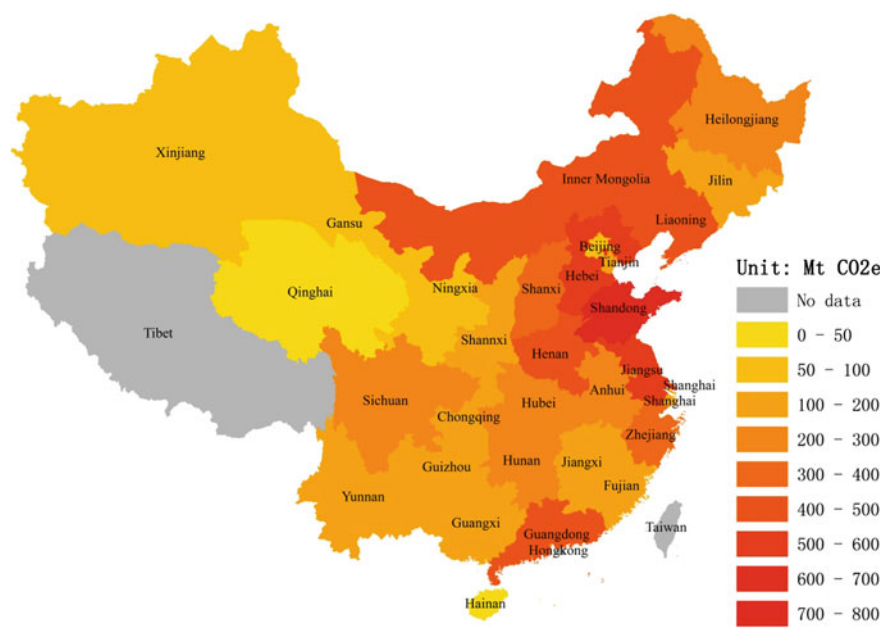 Heilongjiang
Xinjiang
Inner Mongolia
Jilin
Gansu
Liaoning
Beijing
Tianjin
Hebei
Qinghai
Ningxia
Shanxi
Shandong
Tibet
Shannxi
Henan
Jiangsu
Shanghai
Anhui
Shanghai
Sichuan
Hubei
Chongqing
Zhejiang
Guizhou
Hunan
Jiangxi
Fujian
Yunnan
Guangxi
Guangdong
Taiwan
Hongkong
Hainan
Unit: Mt CO2e
No data
0 - 50
50 - 100
100 - 200
200 - 300
300 - 400
400 - 500
500 - 600
600 - 700
700 - 800